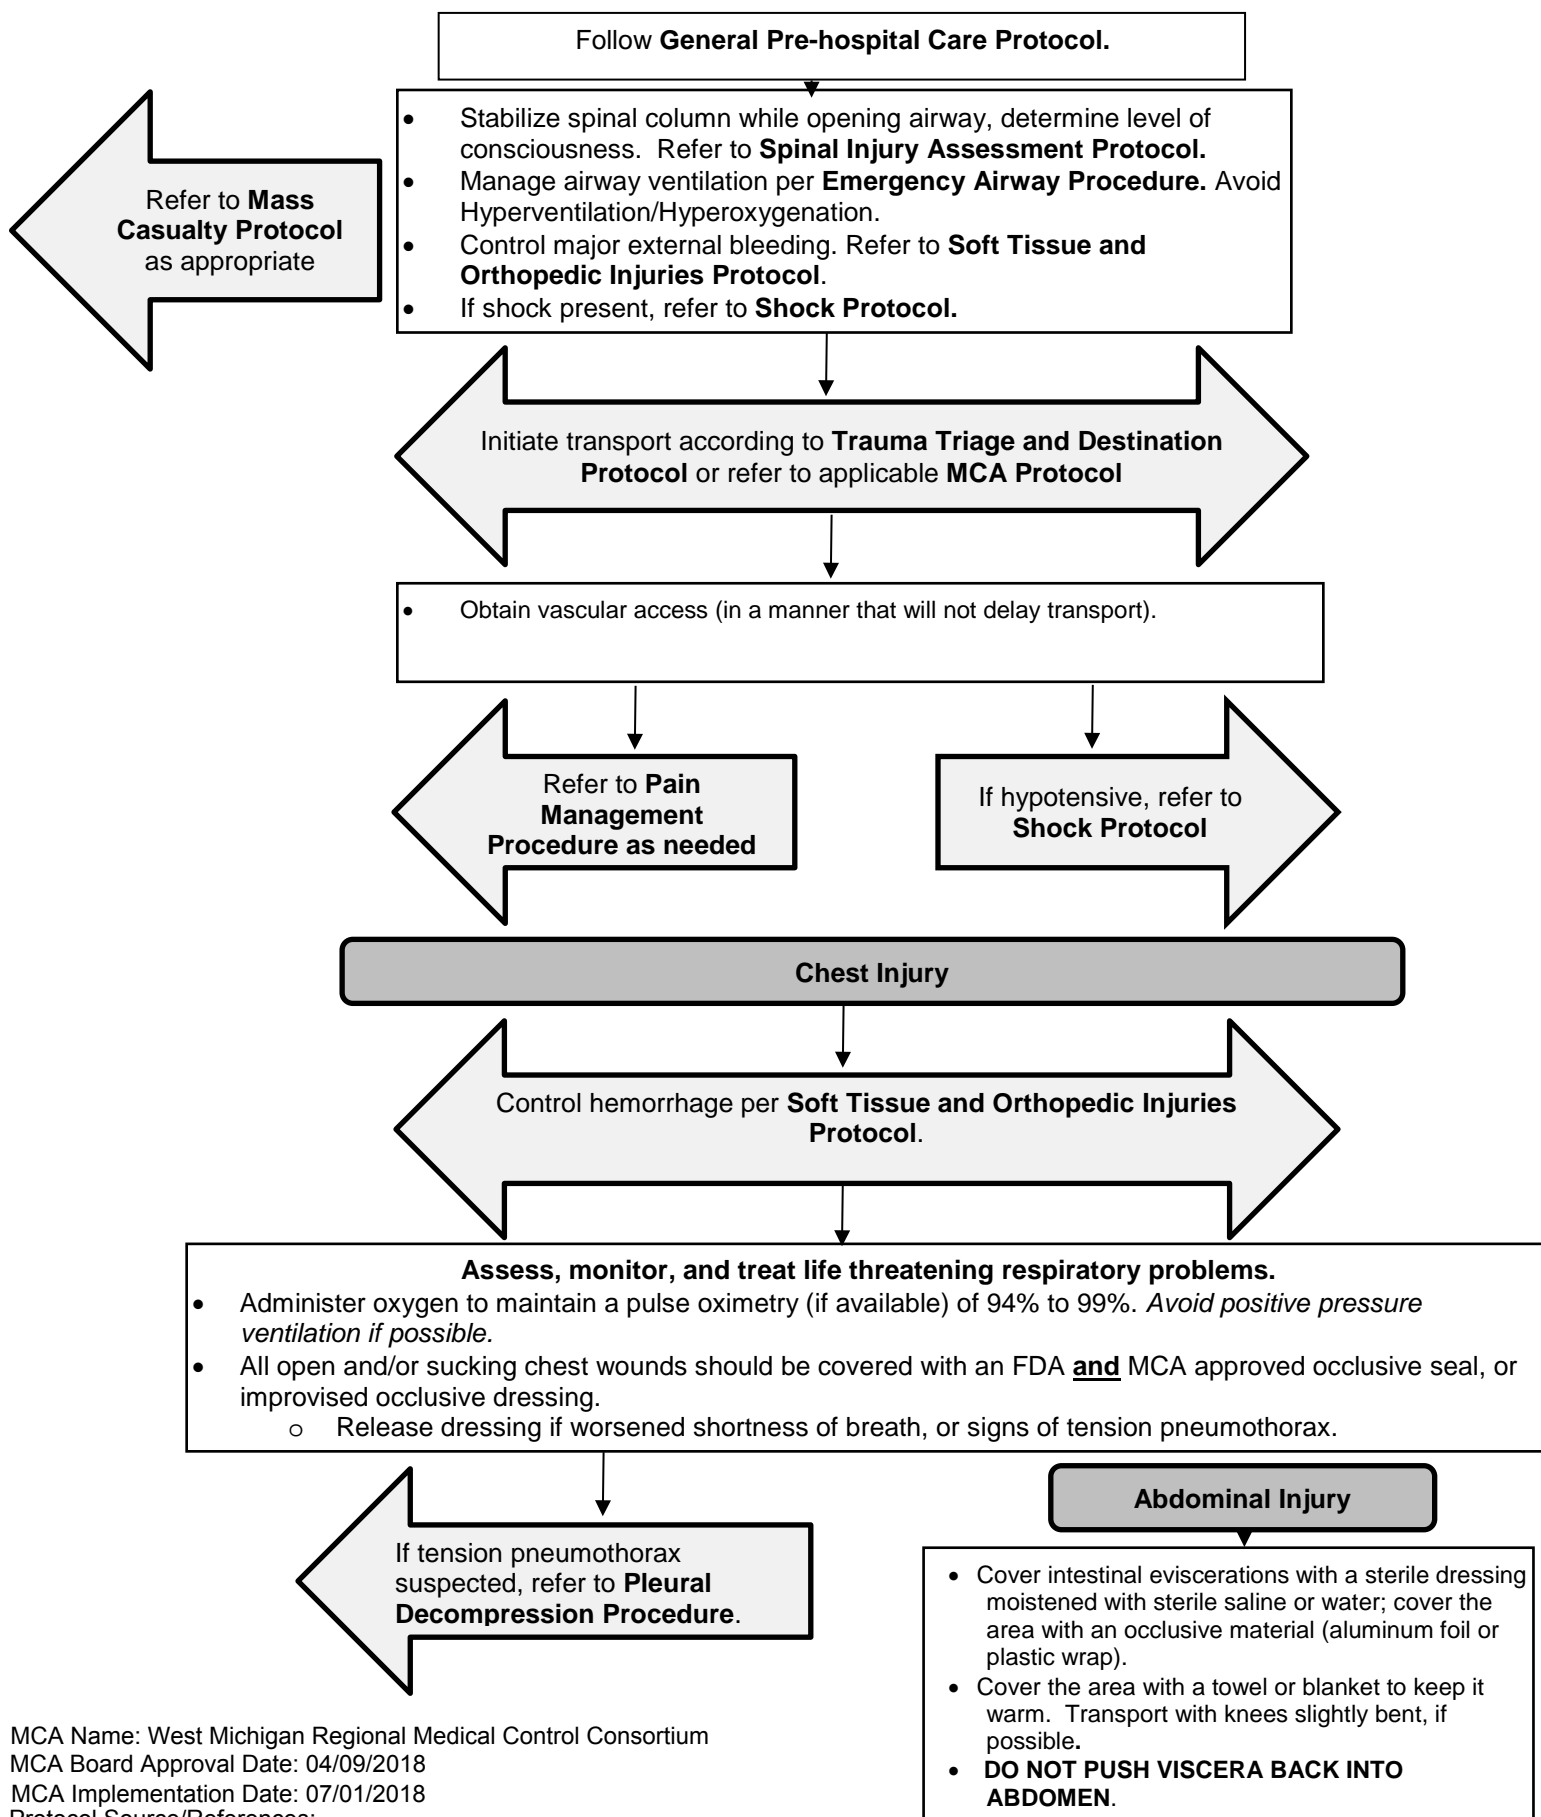 Follow General Pre-hospital Care Protocol.
• Stabilize spinal column while opening airway, determine level of
consciousness. Refer to Spinal Injury Assessment Protocol.
• Manage airway ventilation per Emergency Airway Procedure. Avoid
Hyperventilation/Hyperoxygenation.
• Control major external bleeding. Refer to Soft Tissue and
Orthopedic Injuries Protocol.
• If shock present, refer to Shock Protocol.
Refer to Mass
Casualty Protocol
as appropriate
Initiate transport according to Trauma Triage and Destination
Protocol or refer to applicable MCA Protocol
• Obtain vascular access (in a manner that will not delay transport).
Refer to Pain
Management
Procedure as needed
If hypotensive, refer to
Shock Protocol
Chest Injury
Control hemorrhage per Soft Tissue and Orthopedic Injuries
Protocol.
Assess, monitor, and treat life threatening respiratory problems.
• Administer oxygen to maintain a pulse oximetry (if available) of 94% to 99%. Avoid positive pressure
ventilation if possible.
• All open and/or sucking chest wounds should be covered with an FDA and MCA approved occlusive seal, or
improvised occlusive dressing.
o Release dressing if worsened shortness of breath, or signs of tension pneumothorax.
If tension pneumothorax
suspected, refer to Pleural
Decompression Procedure.
Abdominal Injury
• Cover intestinal eviscerations with a sterile dressing
moistened with sterile saline or water; cover the
area with an occlusive material (aluminum foil or
plastic wrap).
• Cover the area with a towel or blanket to keep it
warm. Transport with knees slightly bent, if
possible.
• DO NOT PUSH VISCERA BACK INTO
ABDOMEN.
MCA Name: West Michigan Regional Medical Control Consortium
MCA Board Approval Date: 04/09/2018
MCA Implementation Date: 07/01/2018
Protocol Source/References: